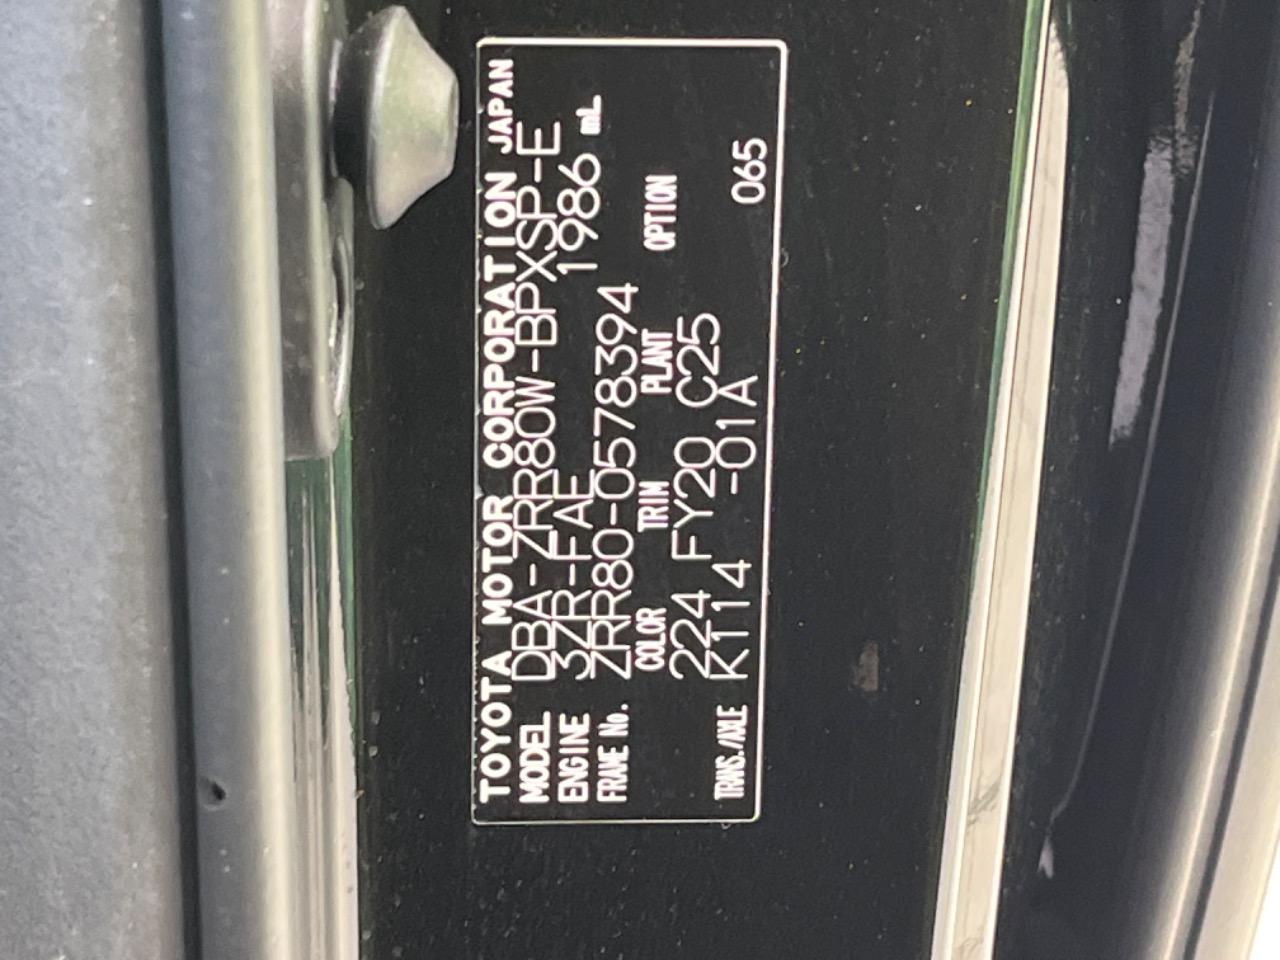 TOYOTA MOTOR CORPORATION JAPAN
MODEL DBA-ZRR80W-BPXSP-E
ENGINE 3ZR-FAE 1986 mL
FRAME No. ZRR80-0578394
COLOR TRIM PLANT OPTION
224 FY20 C25
TRANS./AXLE K114 -01A 065